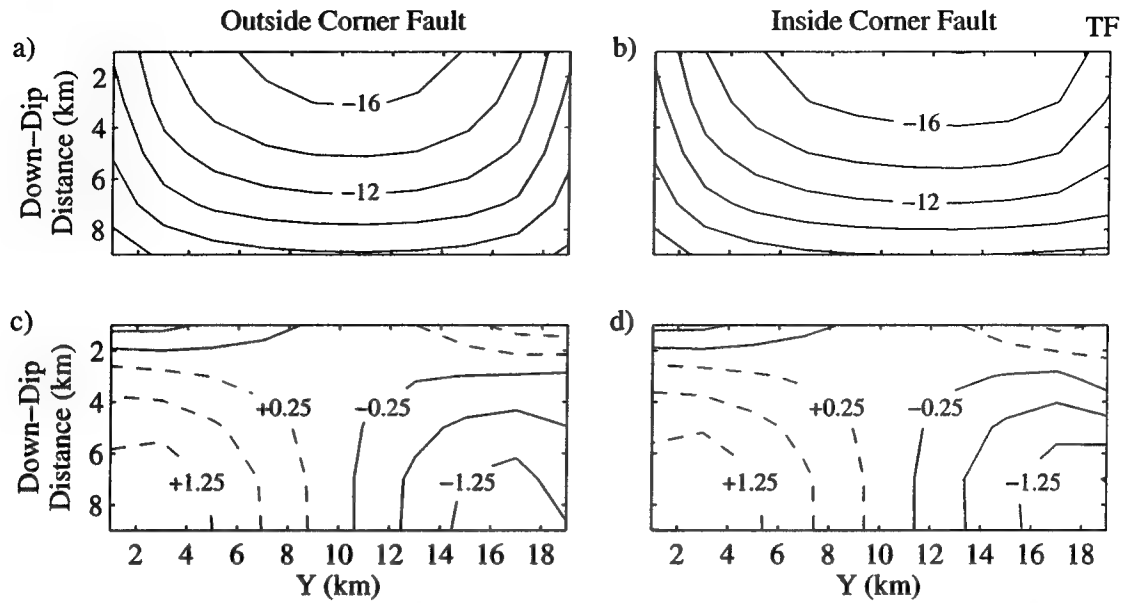 Outside Corner Fault
Inside Corner Fault
TF
a)
b)
Down–Dip
Distance (km)
2
4
6
8
−16
−12
−16
−12
c)
d)
Down–Dip
Distance (km)
2
4
6
8
+0.25
−0.25
+1.25
−1.25
+0.25
−0.25
+1.25
−1.25
2 4 6 8 10 12 14 16 18
2 4 6 8 10 12 14 16 18
Y (km)
Y (km)